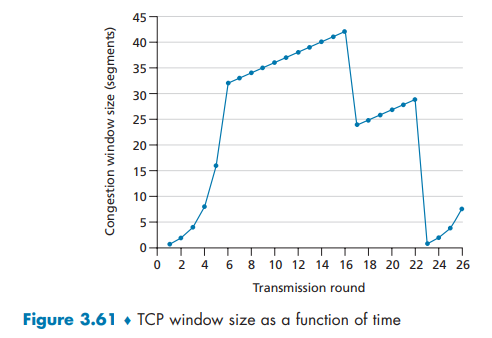 Congestion window size (segments)
45
40
35
30
25
20
15
10
5
0
0 2 4 6 8 10 12 14 16 18 20 22 24 26
Transmission round
Figure 3.61 ♦ TCP window size as a function of time